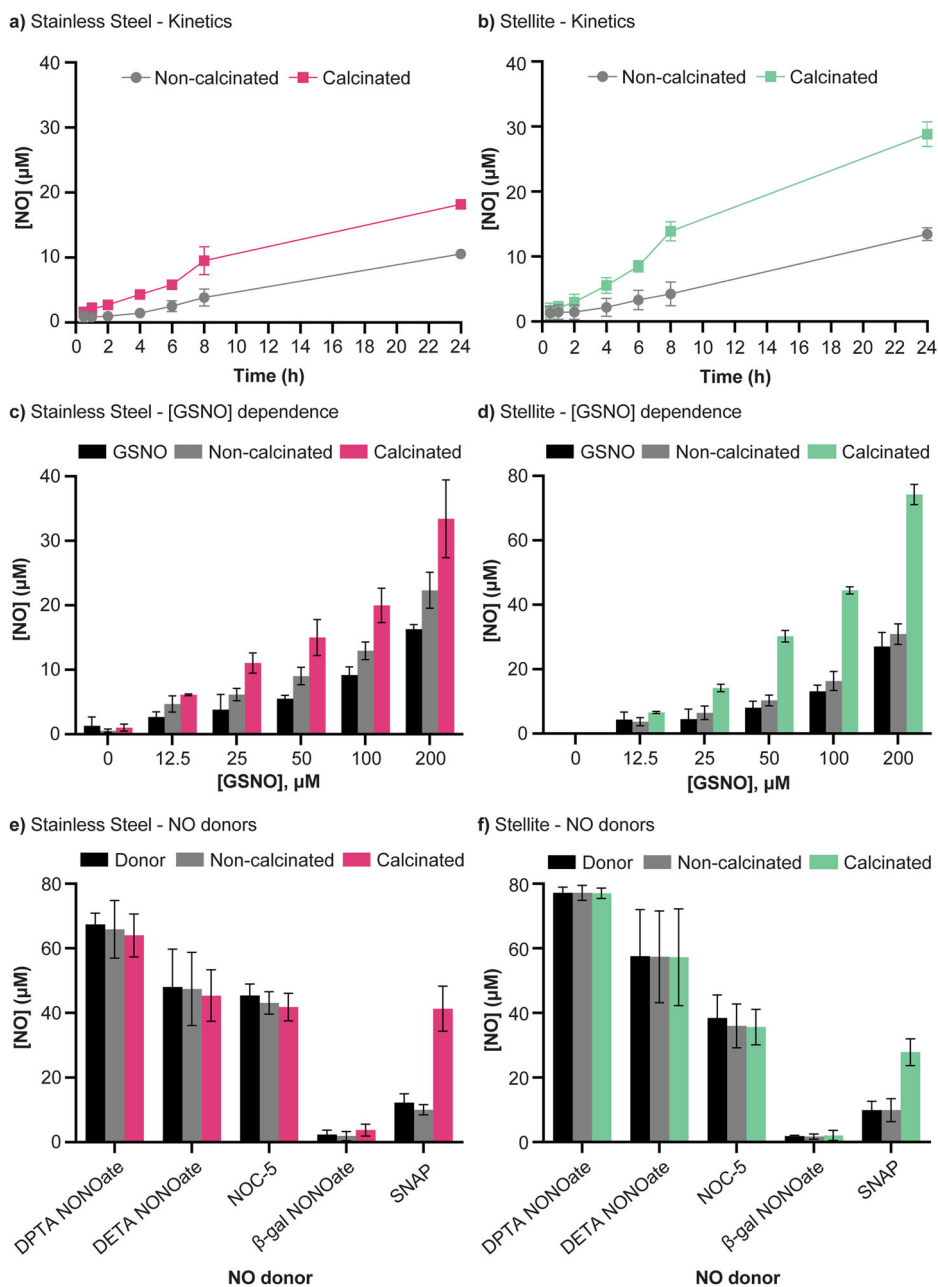 a) Stainless Steel - Kinetics
Non-calcinated Calcinated
[NO] (µM)
40
30
20
10
0
0 2 4 6 8 10 12 14 16 18 20 22 24
Time (h)
b) Stellite - Kinetics
Non-calcinated Calcinated
[NO] (µM)
40
30
20
10
0
0 2 4 6 8 10 12 14 16 18 20 22 24
Time (h)
c) Stainless Steel - [GSNO] dependence
GSNO Non-calcinated Calcinated
[NO] (µM)
40
30
20
10
0
0 12.5 25 50 100 200
[GSNO], µM
d) Stellite - [GSNO] dependence
GSNO Non-calcinated Calcinated
[NO] (µM)
80
60
40
20
0
0 12.5 25 50 100 200
[GSNO], µM
e) Stainless Steel - NO donors
Donor Non-calcinated Calcinated
[NO] (µM)
80
60
40
20
0
DPTA NONOate
DETA NONOate
NOC-5
β-gal NONOate
SNAP
NO donor
f) Stellite - NO donors
Donor Non-calcinated Calcinated
[NO] (µM)
80
60
40
20
0
DPTA NONOate
DETA NONOate
NOC-5
β-gal NONOate
SNAP
NO donor